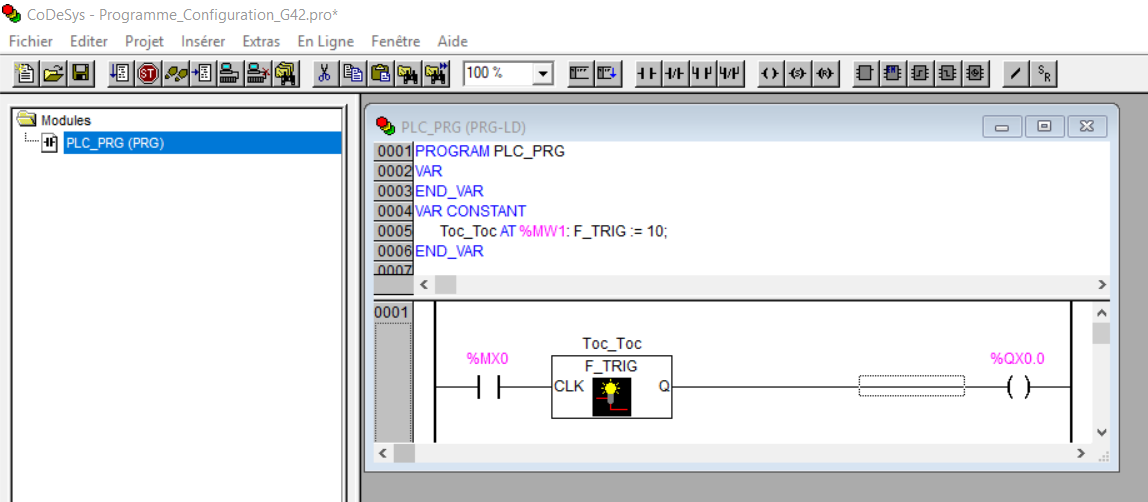 CoDeSys - Programme_Configuration_G42.pro*
Fichier Editer Projet Insérer Extras En Ligne Fenêtre Aide
ST
100 %
S R
Modules
PLC_PRG (PRG)
PLC_PRG (PRG-LD)
0001 PROGRAM PLC_PRG
0002 VAR
0003 END_VAR
0004 VAR CONSTANT
0005 Toc_Toc AT %MW1: F_TRIG := 10;
0006 END_VAR
0007
0001
Toc_Toc
%MX0 F_TRIG %QX0.0
CLK Q